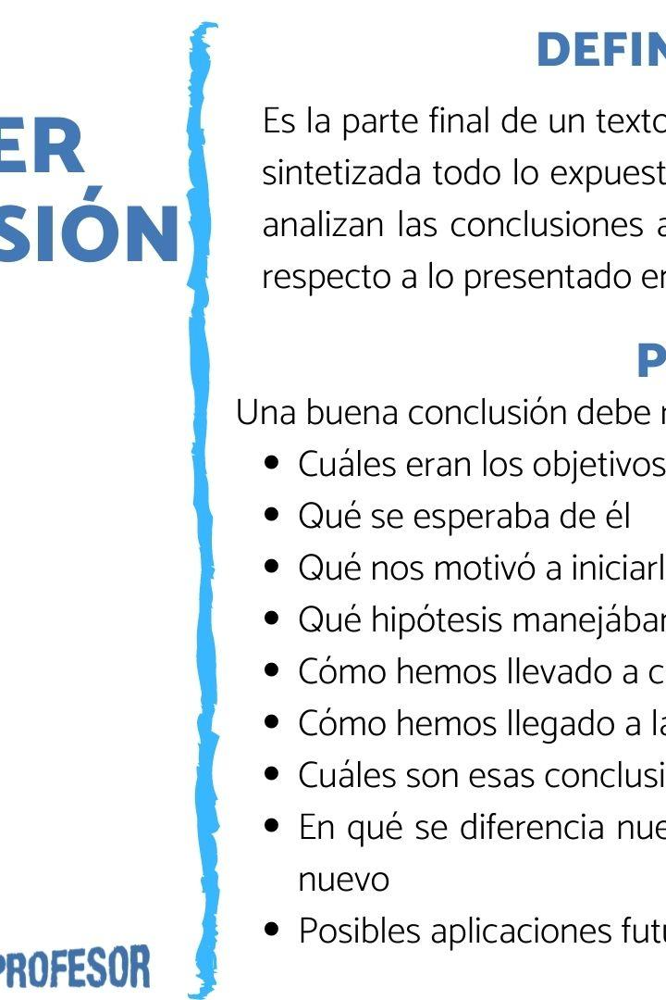 ER
SIÓN
DEFIN
Es la parte final de un texto
sintetizada todo lo expuest
analizan las conclusiones a
respecto a lo presentado en
P
Una buena conclusión debe
• Cuáles eran los objetivos
• Qué se esperaba de él
• Qué nos motivó a iniciarl
• Qué hipótesis manejában
• Cómo hemos llevado a c
• Cómo hemos llegado a la
• Cuáles son esas conclusi
• En qué se diferencia nue
nuevo
• Posibles aplicaciones futu
PROFESOR